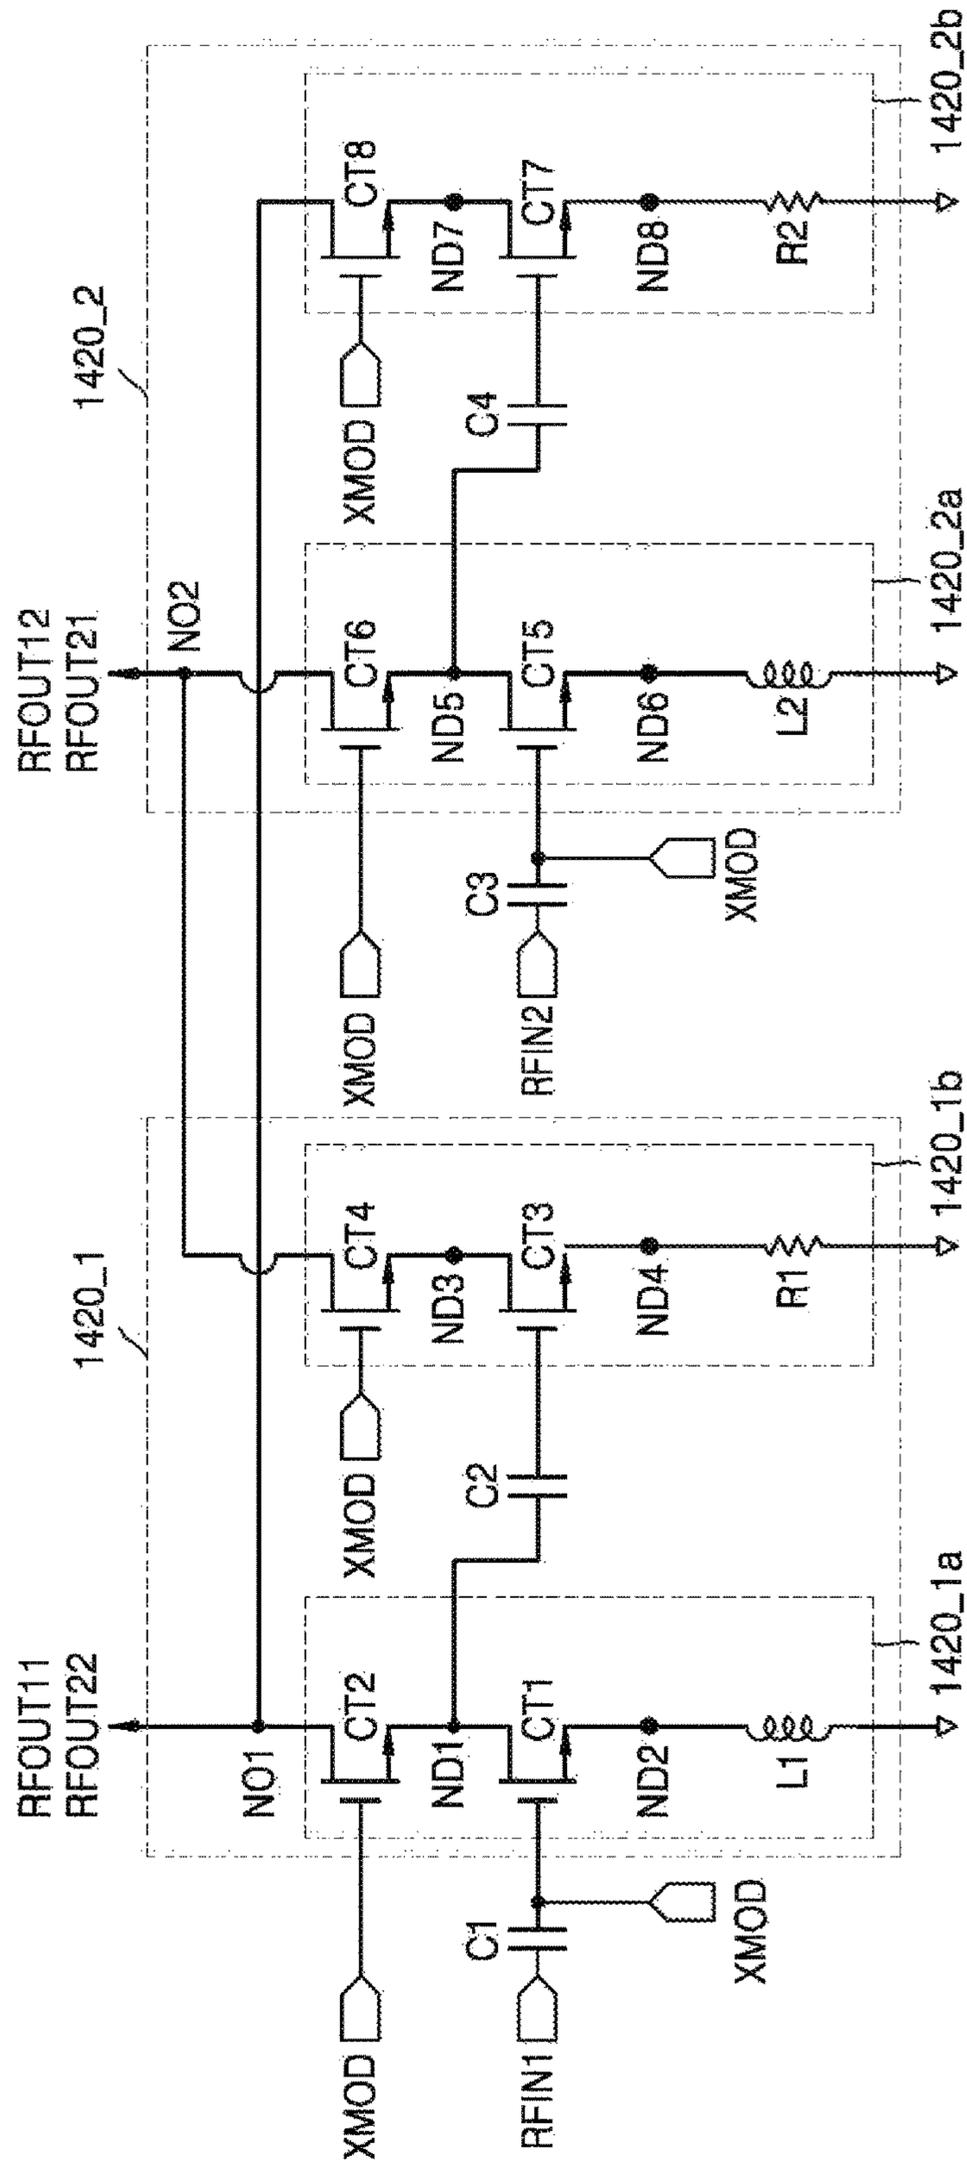 RFOUT11
RFOUT22
RFOUT12
RFOUT21
1420_1
1420_2
NO1
NO2
XMOD
CT2
XMOD
CT4
XMOD
CT6
XMOD
CT8
ND1
ND3
ND5
ND7
RFIN1
C1
CT1
C2
CT3
RFIN2
C3
CT5
C4
CT7
XMOD
ND2
ND4
XMOD
ND6
ND8
L1
R1
L2
R2
1420_1a
1420_1b
1420_2a
1420_2b